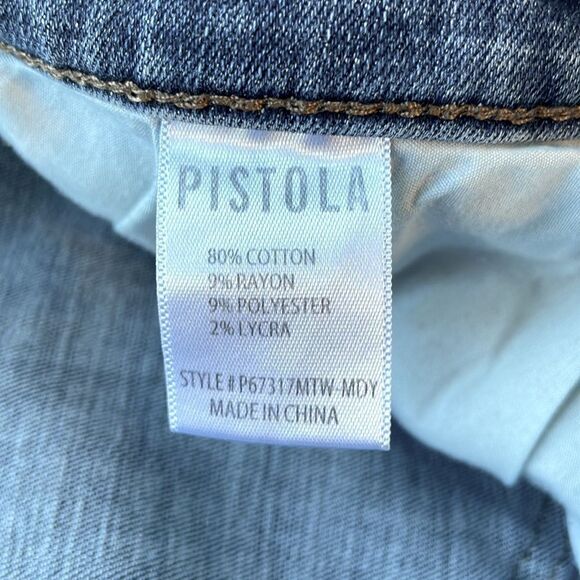 PISTOLA
80% COTTON
9% RAYON
9% POLYESTER
2% LYCRA
STYLE # P67317MTW-MDY
MADE IN CHINA